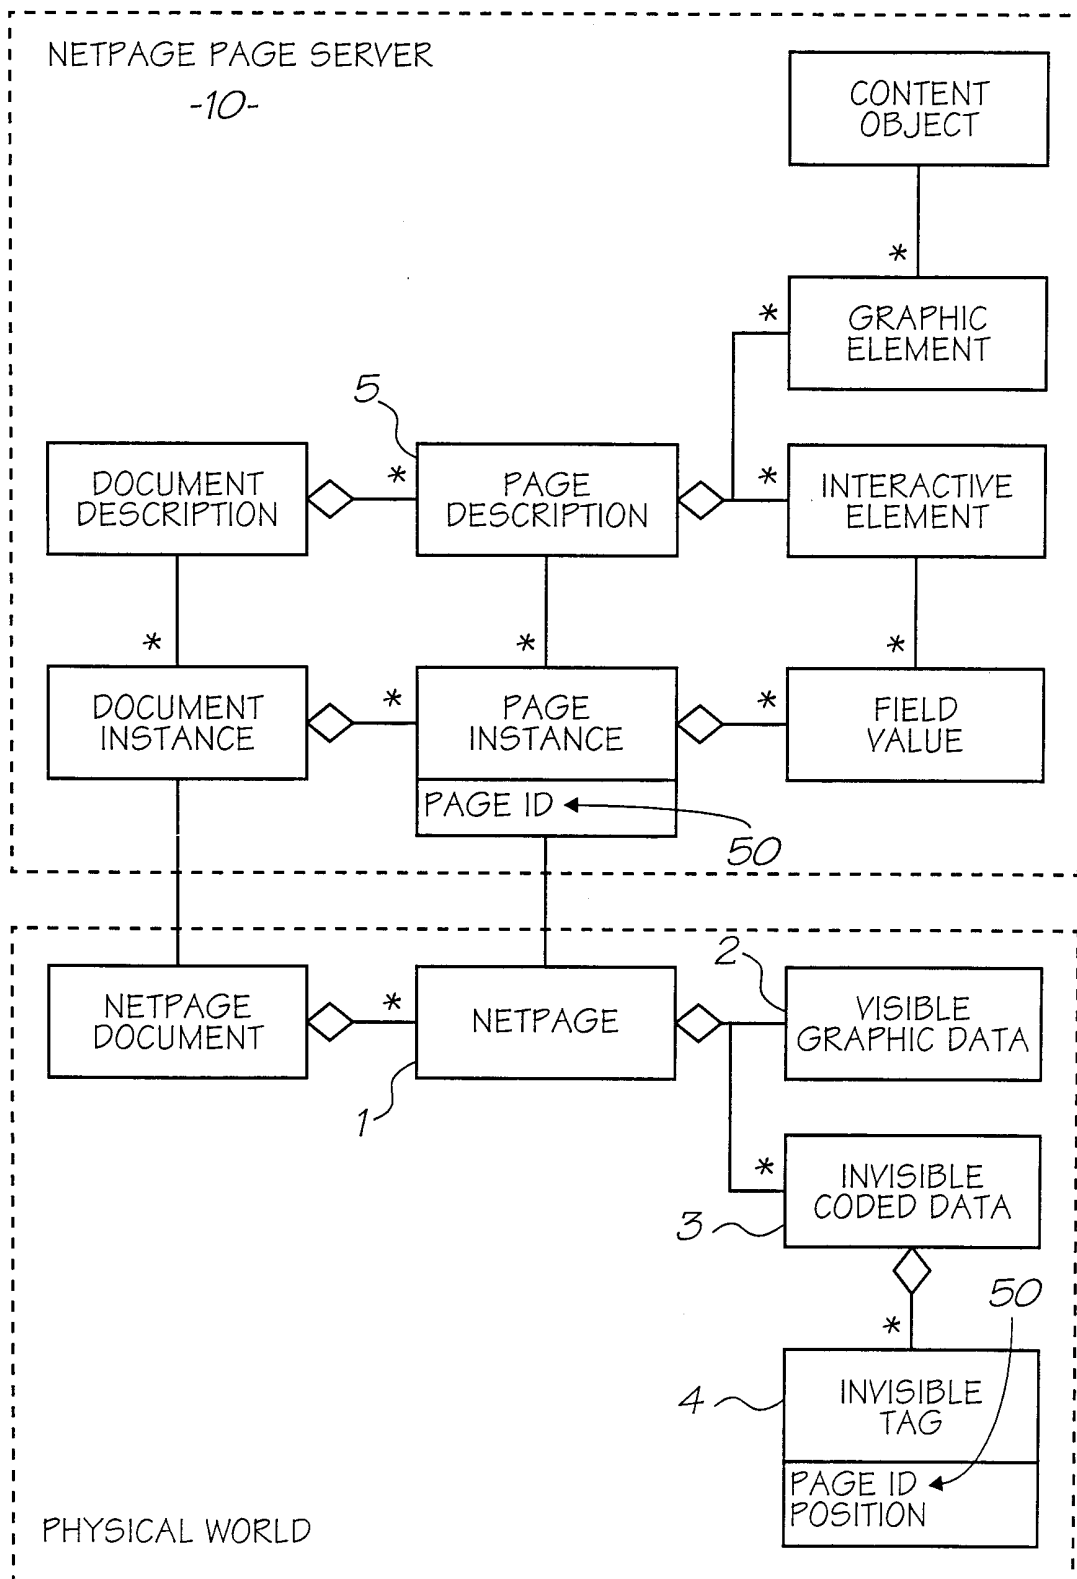 NETPAGE PAGE SERVER
-10-
CONTENT
OBJECT
*
*
GRAPHIC
ELEMENT
5
DOCUMENT
DESCRIPTION
*
PAGE
DESCRIPTION
*
INTERACTIVE
ELEMENT
*
*
*
DOCUMENT
INSTANCE
*
PAGE
INSTANCE
*
FIELD
VALUE
PAGE ID
50
NETPAGE
DOCUMENT
*
NETPAGE
1
2
VISIBLE
GRAPHIC DATA
*
INVISIBLE
CODED DATA
3
50
*
4
INVISIBLE
TAG
PAGE ID
POSITION
PHYSICAL WORLD